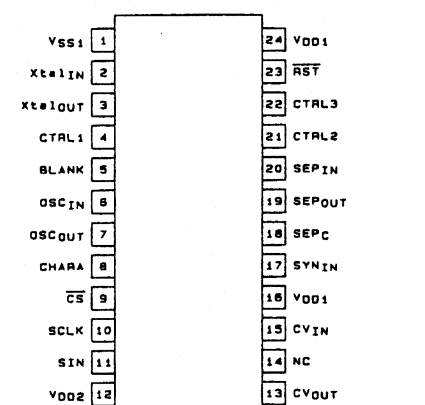 VSS1 1
XtalIN 2
XtalOUT 3
CTRL1 4
BLANK 5
OSCIN 6
OSCOUT 7
CHARA 8
CS 9
SCLK 10
SIN 11
VDD2 12
24 VDD1
23 RST
22 CTRL3
21 CTRL2
20 SEPIN
19 SEPOUT
18 SEPC
17 SYNIN
16 VDD1
15 CVIN
14 NC
13 CVOUT